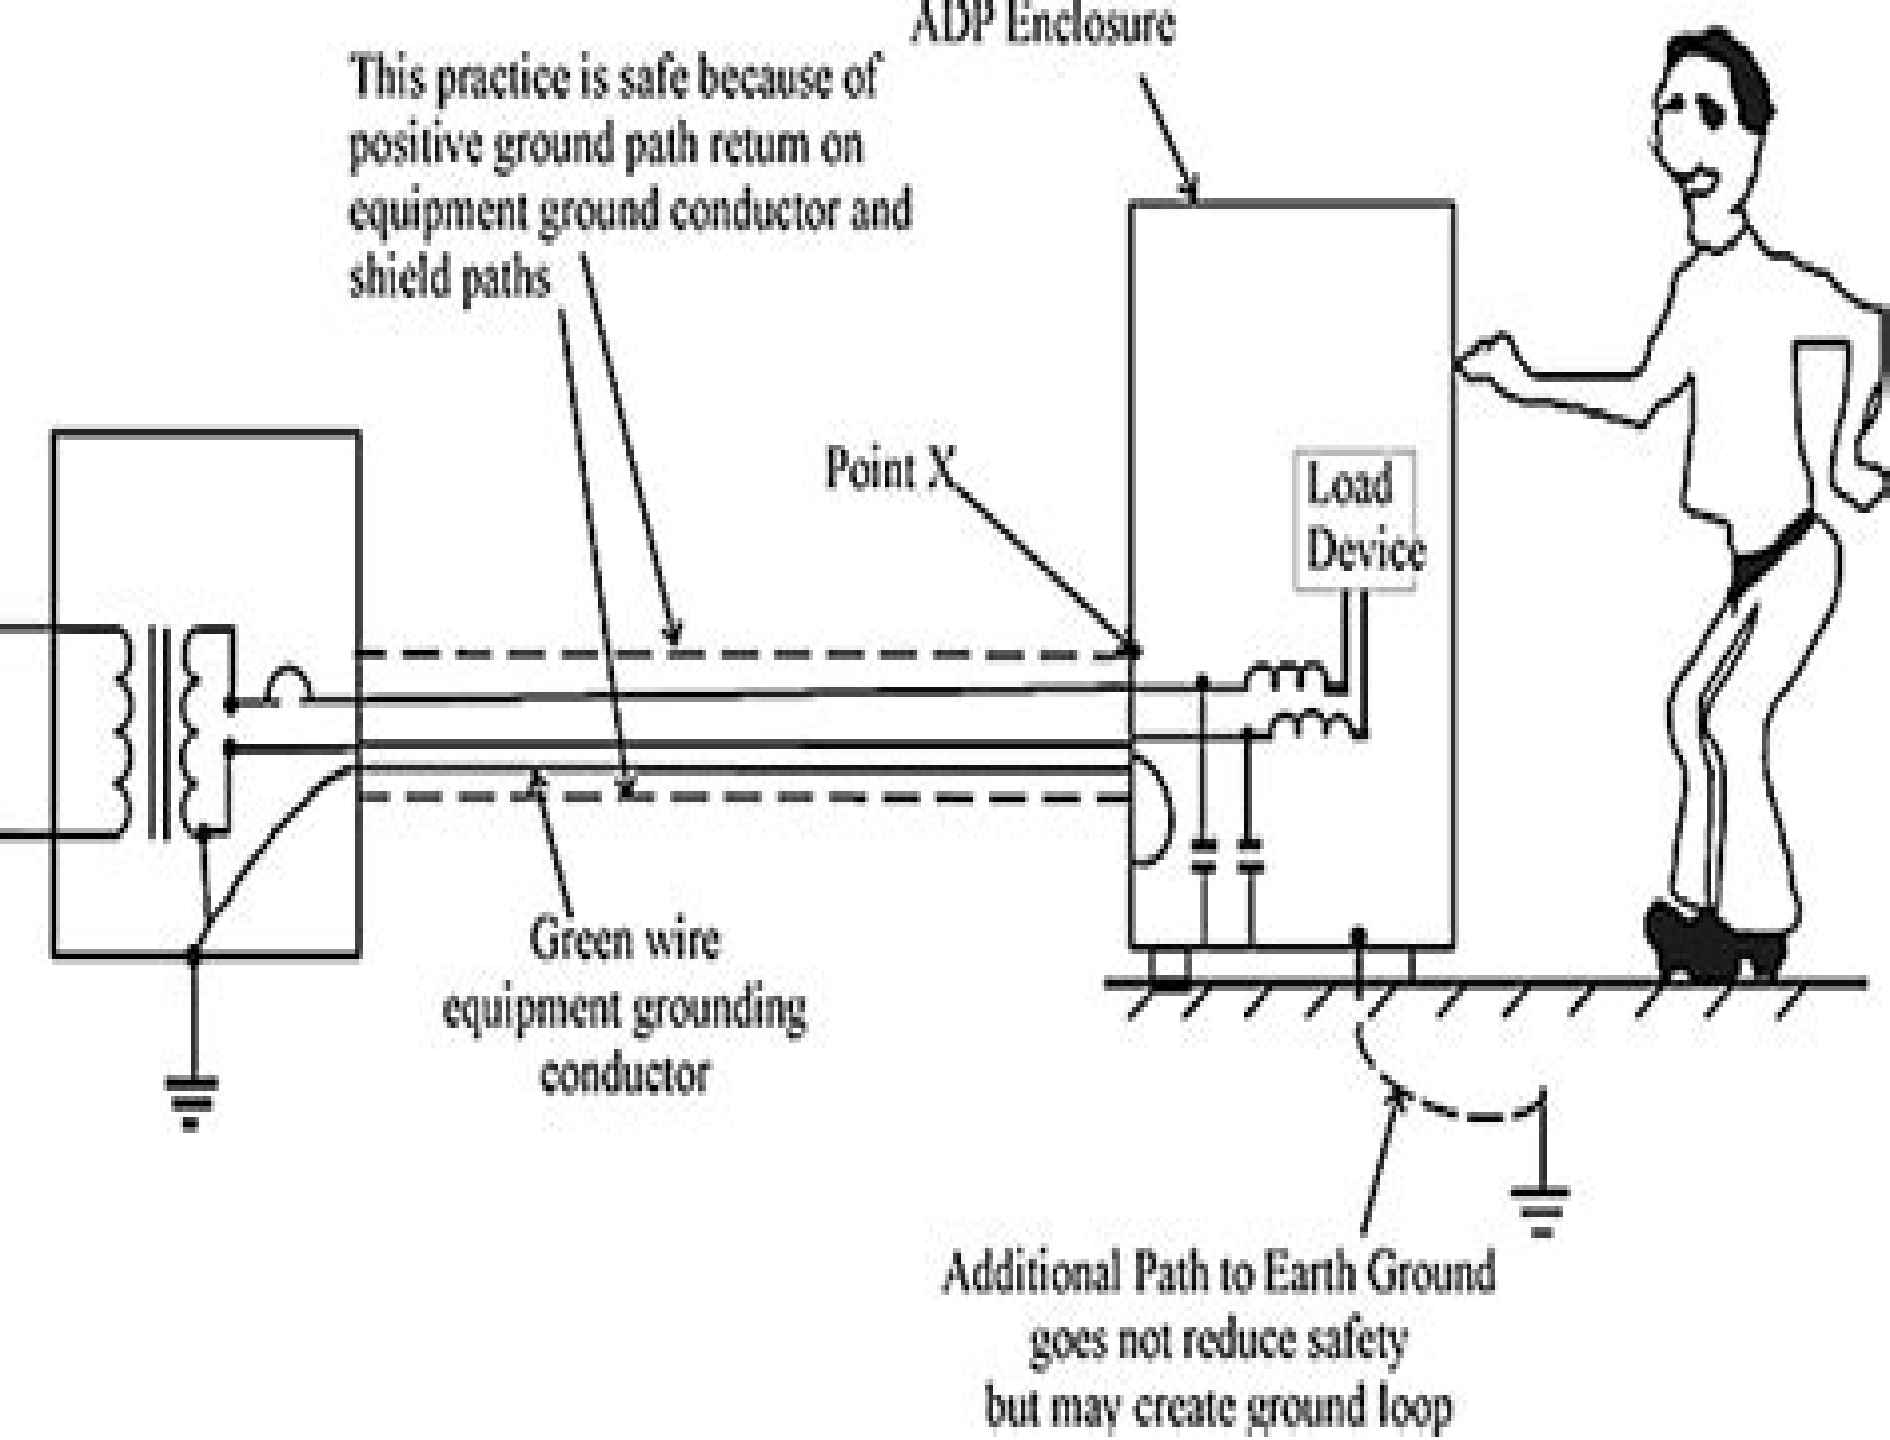 ADP Enclosure
This practice is safe because of
positive ground path return on
equipment ground conductor and
shield paths
Point X
Load
Device
Green wire
equipment grounding
conductor
Additional Path to Earth Ground
goes not reduce safety
but may create ground loop